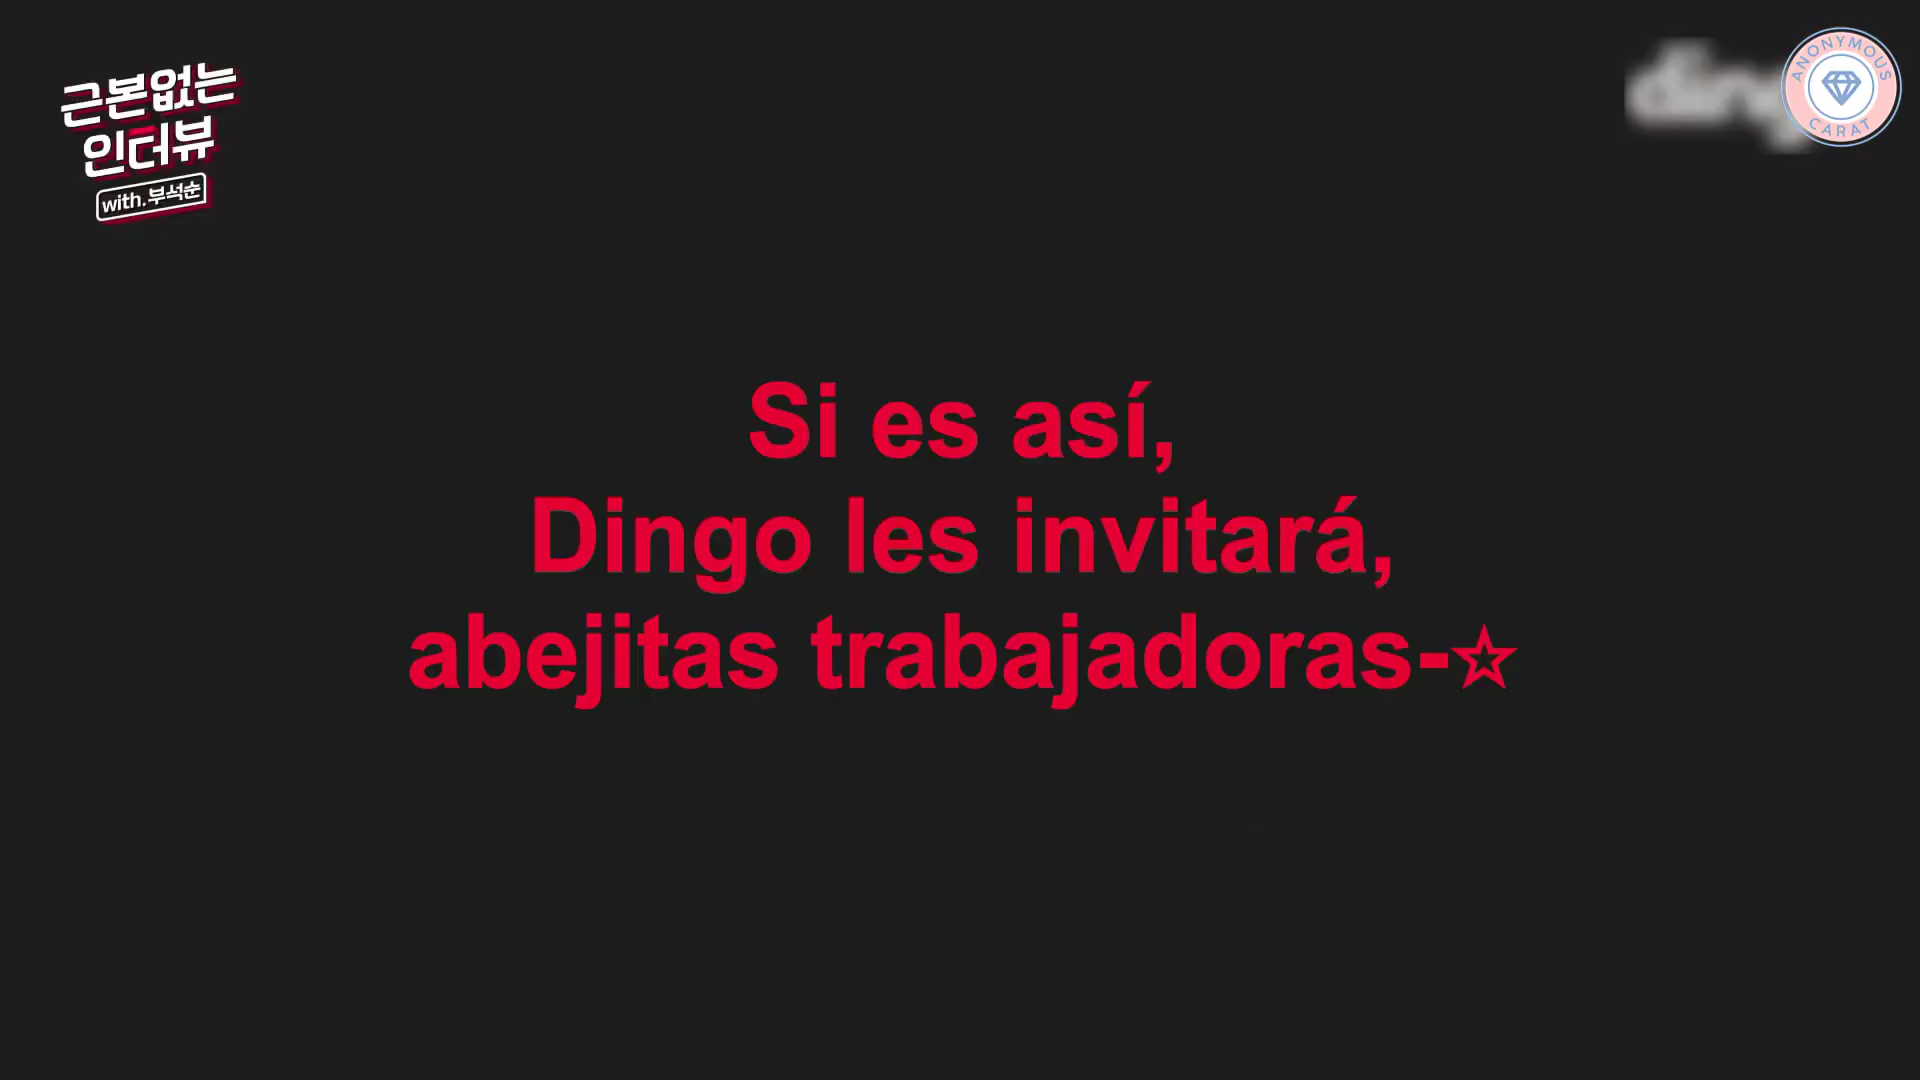 근본없는
인터뷰
with.부석순
ANONYMOUS
CARAT
Si es así,
Dingo les invitará,
abejitas trabajadoras-☆